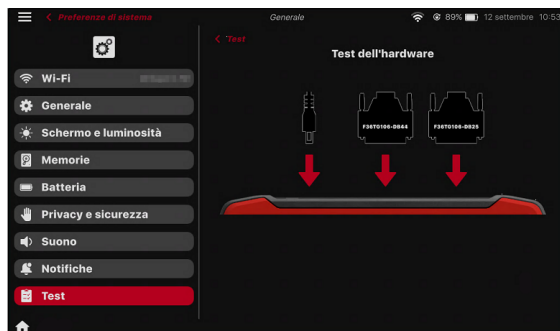 Preferenza di sistema
Generale
89%
12 settembre 10:53
Test
Test dell'hardware
Wi-Fi
Generale
Schermo e luminosità
Memorie
Batteria
Privacy e sicurezza
Suono
Notifiche
Test
F36T0106-DB44
F36T0106-DB25